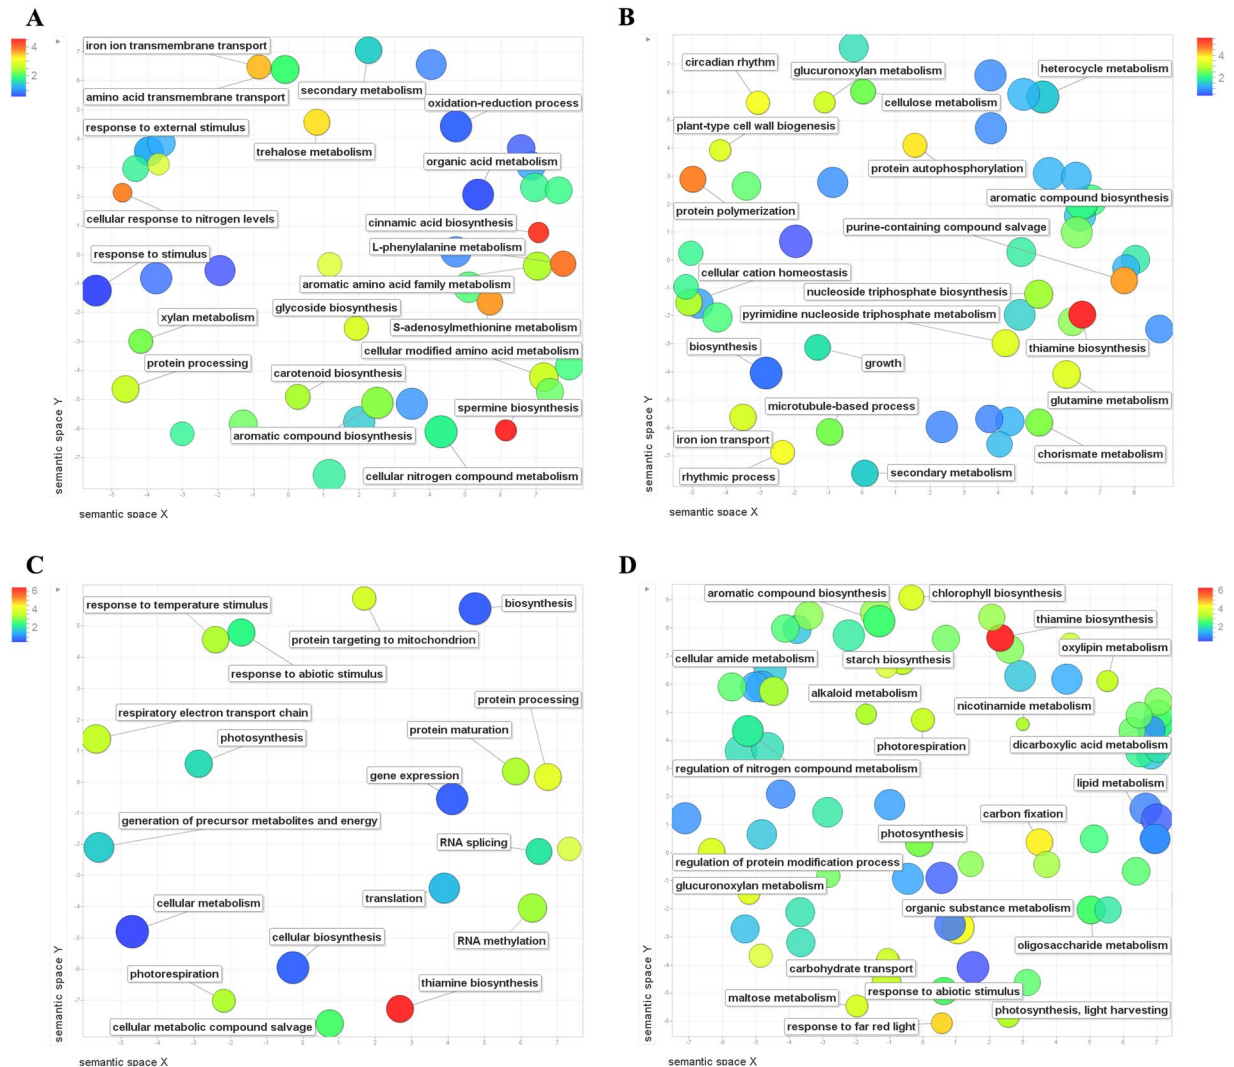 A
B
4
2
iron ion transmembrane transport
amino acid transmembrane transport
secondary metabolism
oxidation-reduction process
response to external stimulus
trehalose metabolism
organic acid metabolism
cellular response to nitrogen levels
cinnamic acid biosynthesis
L-phenylalanine metabolism
response to stimulus
aromatic amino acid family metabolism
glycoside biosynthesis
S-adenosylmethionine metabolism
xylan metabolism
cellular modified amino acid metabolism
protein processing
carotenoid biosynthesis
spermine biosynthesis
aromatic compound biosynthesis
cellular nitrogen compound metabolism
semantic space Y
semantic space X
4
2
circadian rhythm
glucuronoxylan metabolism
heterocycle metabolism
cellulose metabolism
plant-type cell wall biogenesis
protein autophosphorylation
aromatic compound biosynthesis
protein polymerization
purine-containing compound salvage
cellular cation homeostasis
nucleoside triphosphate biosynthesis
pyrimidine nucleoside triphosphate metabolism
biosynthesis
growth
thiamine biosynthesis
glutamine metabolism
microtubule-based process
iron ion transport
chorismate metabolism
rhythmic process
secondary metabolism
semantic space Y
semantic space X
C
D
6
4
2
response to temperature stimulus
biosynthesis
protein targeting to mitochondrion
response to abiotic stimulus
protein processing
respiratory electron transport chain
protein maturation
photosynthesis
gene expression
generation of precursor metabolites and energy
RNA splicing
translation
cellular metabolism
RNA methylation
cellular biosynthesis
photorespiration
thiamine biosynthesis
cellular metabolic compound salvage
semantic space Y
semantic space X
6
4
2
aromatic compound biosynthesis
chlorophyll biosynthesis
thiamine biosynthesis
cellular amide metabolism
starch biosynthesis
oxylipin metabolism
alkaloid metabolism
nicotinamide metabolism
photorespiration
dicarboxylic acid metabolism
regulation of nitrogen compound metabolism
lipid metabolism
carbon fixation
photosynthesis
regulation of protein modification process
glucuronoxylan metabolism
organic substance metabolism
oligosaccharide metabolism
carbohydrate transport
response to abiotic stimulus
maltose metabolism
photosynthesis, light harvesting
response to far red light
semantic space Y
semantic space X